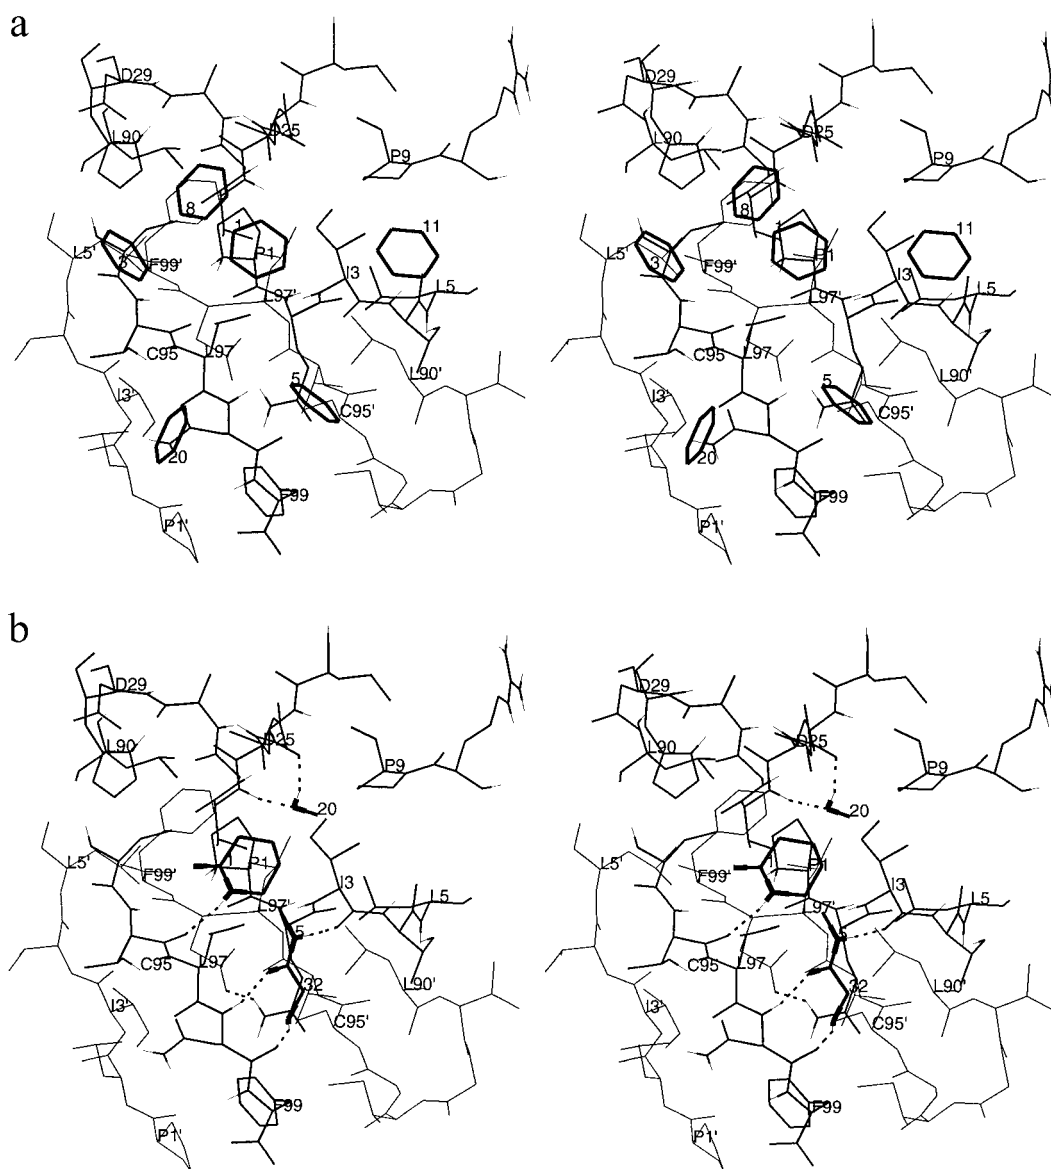 a
D29 D29
D25 D25
L90 L90
P9 P9
8 8
1 1
11 11
L5' 3 F99' P1 L5' 3 F99' P1
I3 I3
L5 L5
L97' L97'
C95 L97 C95 L97
L90' L90'
5 5
I3' I3'
C95' C95'
20 20
F99 F99
P1' P1'
b
D29 D29
D25 D25
L90 L90
P9 P9
20 20
L5' F99' 1 P1 L5' F99' P1
I3 I3
L5 L5
L97' L97'
5 5
C95 L97 C95 L97
32 32
L90' L90'
I3' I3'
C95' C95'
F99 F99
P1' P1'